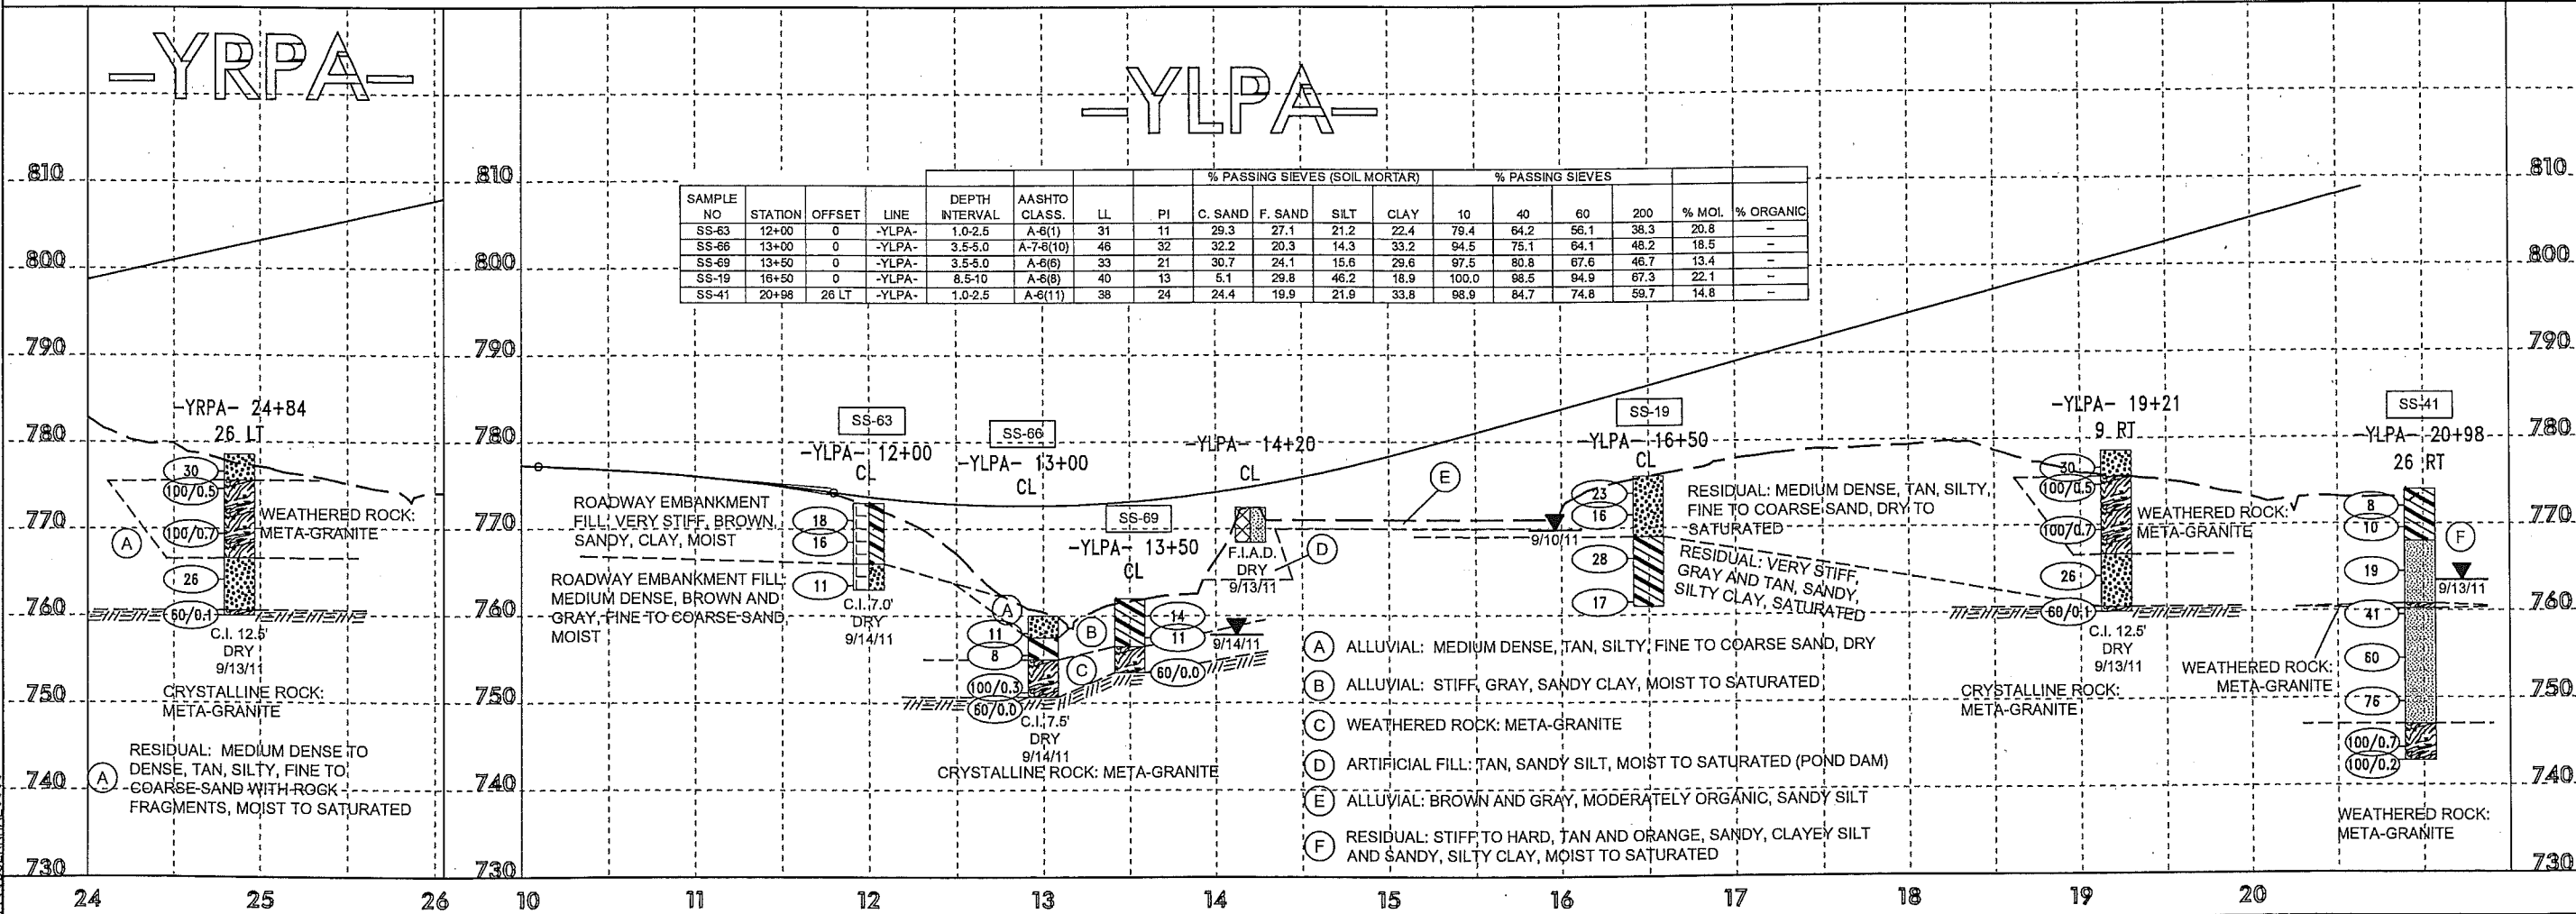 -YRPA-
-YLPA-
810
800
790
780
770
760
750
740
730
810
800
790
780
770
760
750
740
730
810
800
790
780
770
760
750
740
730
% PASSING SIEVES (SOIL MORTAR) % PASSING SIEVES
SAMPLE NO STATION OFFSET LINE DEPTH INTERVAL AASHTO CLASS. LL PI C. SAND F. SAND SILT CLAY 10 40 60 200 % MOI. % ORGANIC
SS-63 12+00 0 -YLPA- 1.0-2.5 A-6(1) 31 11 29.3 27.1 21.2 22.4 79.4 64.2 56.1 38.3 20.8 -
SS-66 13+00 0 -YLPA- 3.5-5.0 A-7-6(10) 46 32 32.2 20.3 14.3 33.2 94.5 75.1 64.1 48.2 18.5 -
SS-69 13+50 0 -YLPA- 3.5-5.0 A-6(6) 33 21 30.7 24.1 15.6 29.6 97.5 80.8 67.6 46.7 13.4 -
SS-19 16+50 0 -YLPA- 8.5-10 A-6(8) 40 13 5.1 29.8 46.2 18.9 100.0 98.5 94.9 67.3 22.1 -
SS-41 20+98 26 LT -YLPA- 1.0-2.5 A-6(11) 38 24 24.4 19.9 21.9 33.8 98.9 84.7 74.8 59.7 14.8 -
-YRPA- 24+84
26 LT
30
100/0.5
100/0.7
26
60/0.1
WEATHERED ROCK:
META-GRANITE
A
C.I. 12.5'
DRY
9/13/11
CRYSTALLINE ROCK:
META-GRANITE
A
RESIDUAL: MEDIUM DENSE TO
DENSE, TAN, SILTY, FINE TO
COARSE SAND WITH ROCK
FRAGMENTS, MOIST TO SATURATED
SS-63
-YLPA- 12+00
CL
18
16
11
C.I. 7.0'
DRY
9/14/11
ROADWAY EMBANKMENT
FILL: VERY STIFF, BROWN,
SANDY, CLAY, MOIST
ROADWAY EMBANKMENT FILL:
MEDIUM DENSE, BROWN AND
GRAY, FINE TO COARSE SAND,
MOIST
SS-66
-YLPA- 13+00
CL
A
B
C
11
8
100/0.3
60/0.0
C.I. 7.5'
DRY
9/14/11
CRYSTALLINE ROCK: META-GRANITE
SS-69
-YLPA- 13+50
CL
14
11
60/0.0
9/14/11
-YLPA- 14+20
CL
F.I.A.D.
DRY
9/13/11
D
E
9/10/11
SS-19
-YLPA- 16+50
CL
23
16
28
17
RESIDUAL: MEDIUM DENSE, TAN, SILTY,
FINE TO COARSE SAND, DRY TO
SATURATED
RESIDUAL: VERY STIFF,
GRAY AND TAN, SANDY,
SILTY CLAY, SATURATED
A ALLUVIAL: MEDIUM DENSE, TAN, SILTY, FINE TO COARSE SAND, DRY
B ALLUVIAL: STIFF, GRAY, SANDY CLAY, MOIST TO SATURATED
C WEATHERED ROCK: META-GRANITE
D ARTIFICIAL FILL: TAN, SANDY SILT, MOIST TO SATURATED (POND DAM)
E ALLUVIAL: BROWN AND GRAY, MODERATELY ORGANIC, SANDY SILT
F RESIDUAL: STIFF TO HARD, TAN AND ORANGE, SANDY, CLAYEY SILT
AND SANDY, SILTY CLAY, MOIST TO SATURATED
-YLPA- 19+21
9 RT
30
100/0.5
100/0.7
26
60/0.1
WEATHERED ROCK:
META-GRANITE
C.I. 12.5'
DRY
9/13/11
CRYSTALLINE ROCK:
META-GRANITE
SS-41
-YLPA- 20+98
26 RT
8
10
19
41
60
76
100/0.7
100/0.2
F
9/13/11
WEATHERED ROCK:
META-GRANITE
WEATHERED ROCK:
META-GRANITE
24 25 26 10 11 12 13 14 15 16 17 18 19 20